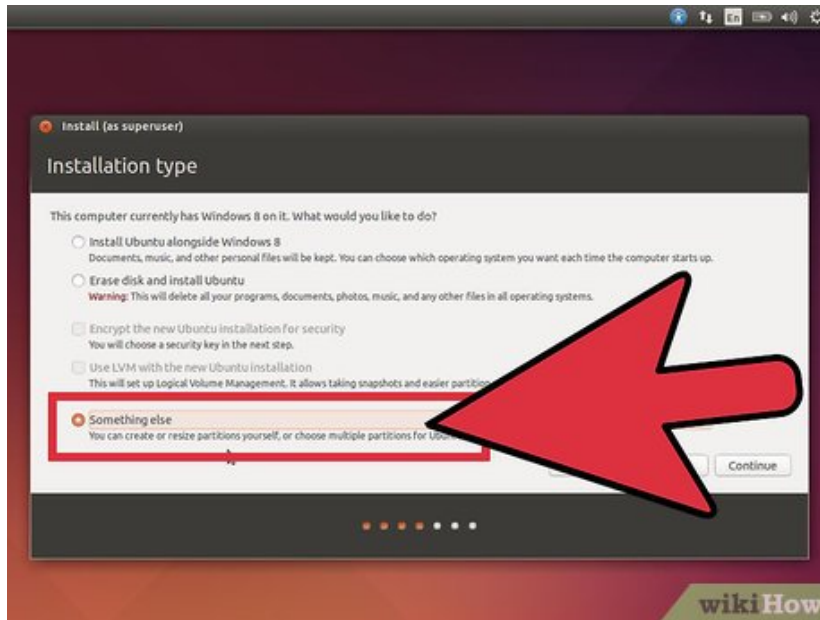 En
Install (as superuser)
Installation type
This computer currently has Windows 8 on it. What would you like to do?
Install Ubuntu alongside Windows 8
Documents, music, and other personal files will be kept. You can choose which operating system you want each time the computer starts up.
Erase disk and install Ubuntu
Warning: This will delete all your programs, documents, photos, music, and any other files in all operating systems.
Encrypt the new Ubuntu installation for security
You will choose a security key in the next step.
Use LVM with the new Ubuntu installation
This will set up Logical Volume Management. It allows taking snapshots and easier partition
Something else
You can create or resize partitions yourself, or choose multiple partitions for
Continue
wikiHow